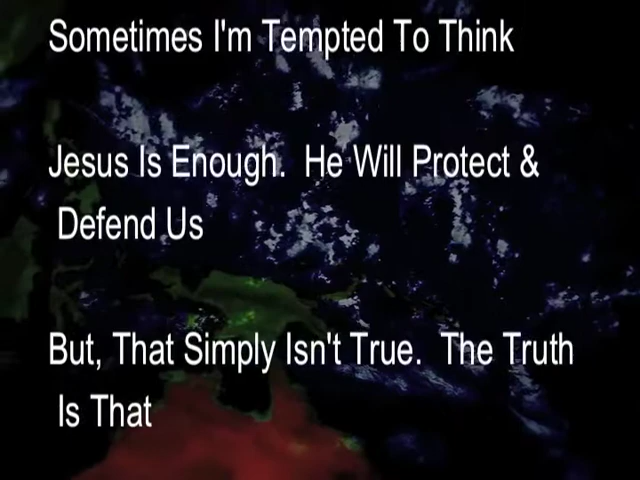 Sometimes I'm Tempted To Think
Jesus Is Enough.  He Will Protect &
Defend Us
But, That Simply Isn't True.  The Truth
Is That